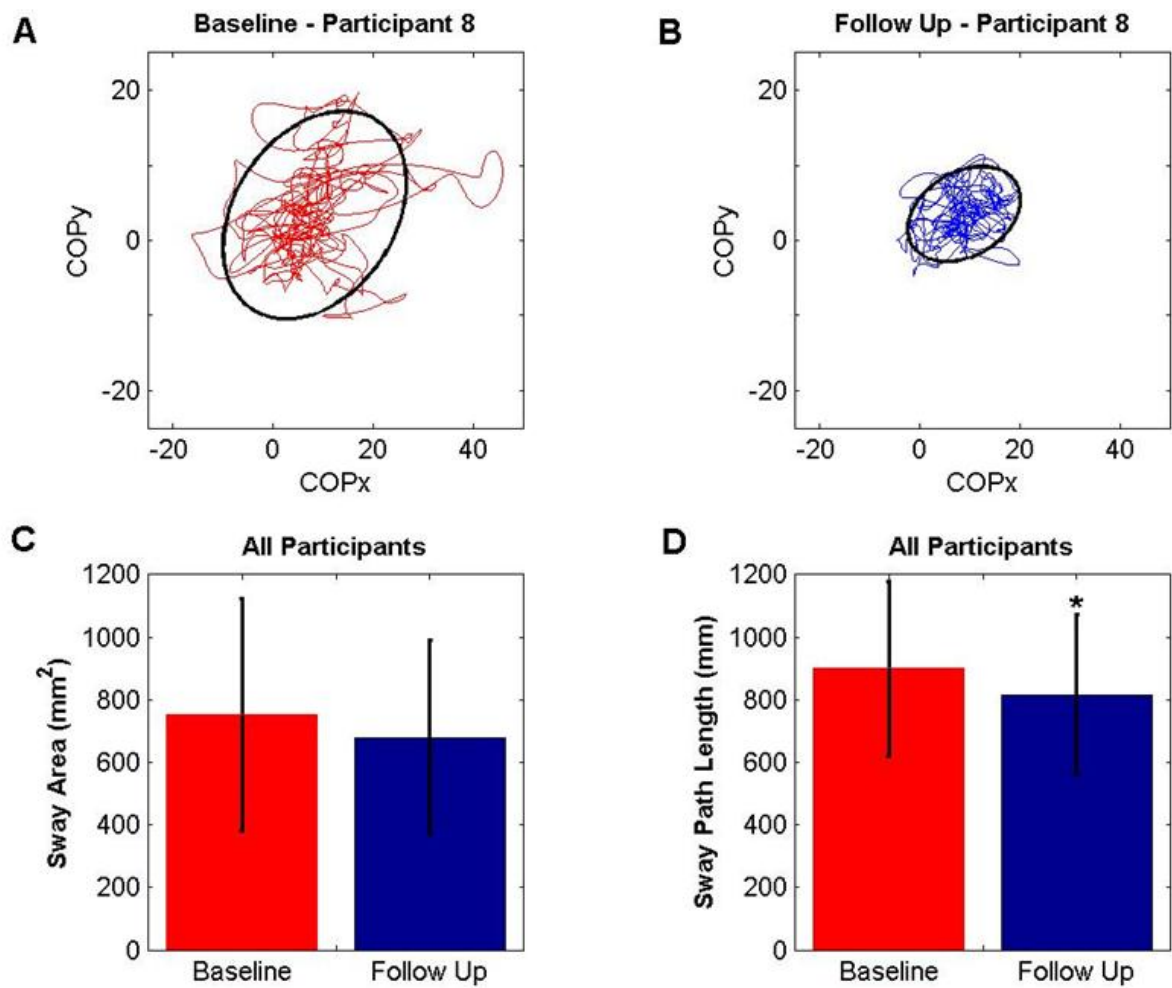 A
Baseline - Participant 8
20
0
-20
COPy
-20 0 20 40
COPx
B
Follow Up - Participant 8
20
0
-20
COPy
-20 0 20 40
COPx
C
All Participants
1200
1000
800
600
400
200
0
Sway Area (mm²)
Baseline Follow Up
D
All Participants
1200
1000
800
600
400
200
0
Sway Path Length (mm)
*
Baseline Follow Up